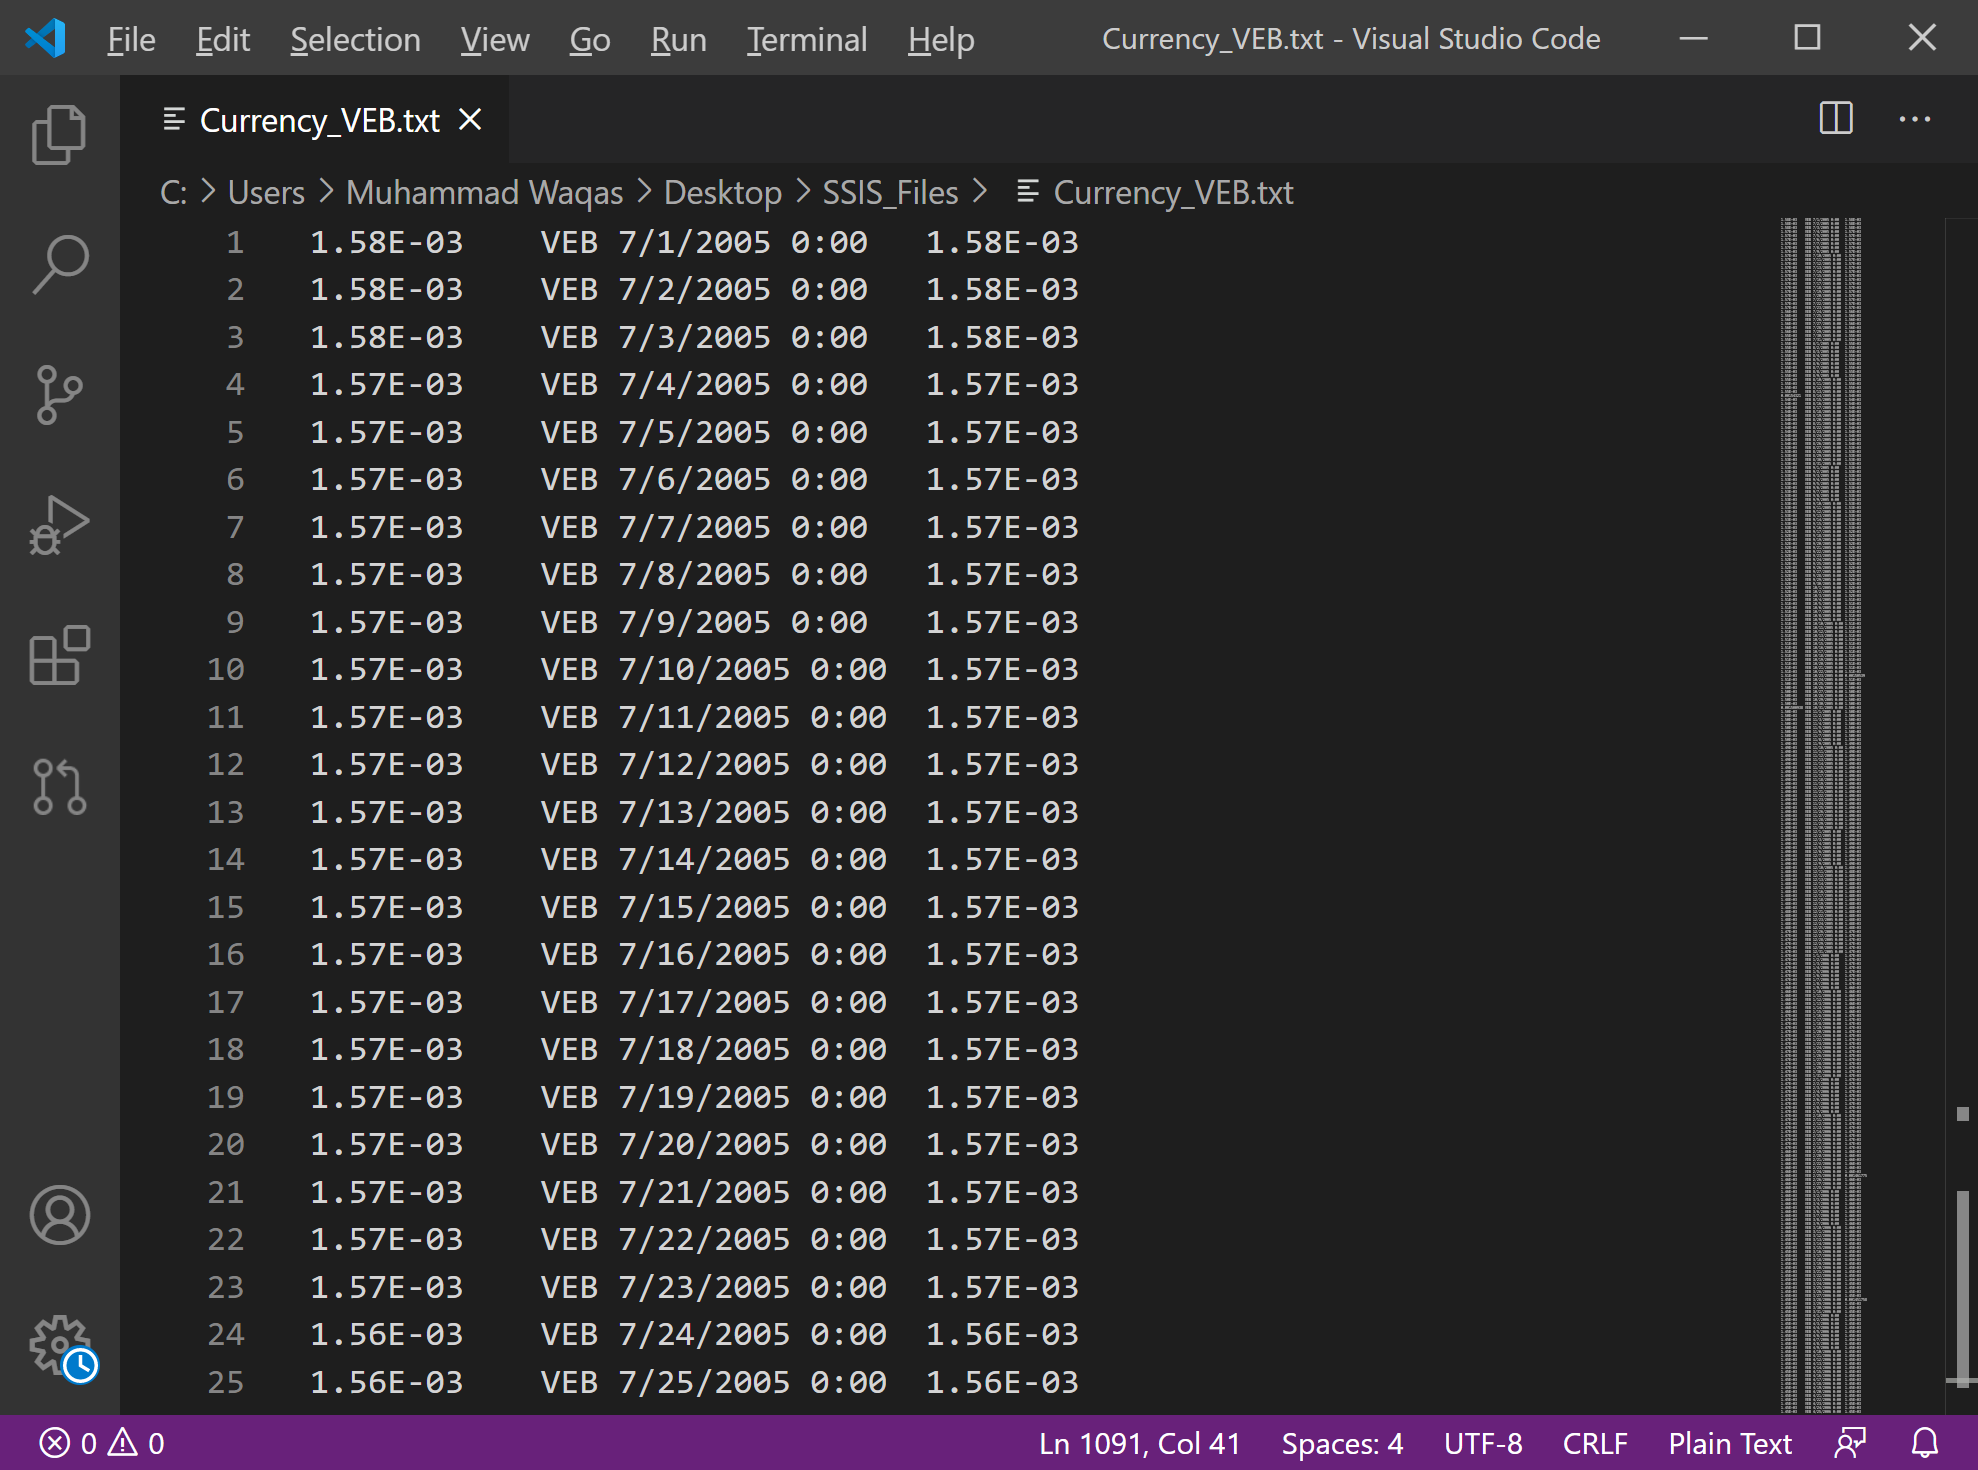 File Edit Selection View Go Run Terminal Help Currency_VEB.txt - Visual Studio Code
Currency_VEB.txt
C: > Users > Muhammad Waqas > Desktop > SSIS_Files > Currency_VEB.txt
1 1.58E-03 VEB 7/1/2005 0:00 1.58E-03
2 1.58E-03 VEB 7/2/2005 0:00 1.58E-03
3 1.58E-03 VEB 7/3/2005 0:00 1.58E-03
4 1.57E-03 VEB 7/4/2005 0:00 1.57E-03
5 1.57E-03 VEB 7/5/2005 0:00 1.57E-03
6 1.57E-03 VEB 7/6/2005 0:00 1.57E-03
7 1.57E-03 VEB 7/7/2005 0:00 1.57E-03
8 1.57E-03 VEB 7/8/2005 0:00 1.57E-03
9 1.57E-03 VEB 7/9/2005 0:00 1.57E-03
10 1.57E-03 VEB 7/10/2005 0:00 1.57E-03
11 1.57E-03 VEB 7/11/2005 0:00 1.57E-03
12 1.57E-03 VEB 7/12/2005 0:00 1.57E-03
13 1.57E-03 VEB 7/13/2005 0:00 1.57E-03
14 1.57E-03 VEB 7/14/2005 0:00 1.57E-03
15 1.57E-03 VEB 7/15/2005 0:00 1.57E-03
16 1.57E-03 VEB 7/16/2005 0:00 1.57E-03
17 1.57E-03 VEB 7/17/2005 0:00 1.57E-03
18 1.57E-03 VEB 7/18/2005 0:00 1.57E-03
19 1.57E-03 VEB 7/19/2005 0:00 1.57E-03
20 1.57E-03 VEB 7/20/2005 0:00 1.57E-03
21 1.57E-03 VEB 7/21/2005 0:00 1.57E-03
22 1.57E-03 VEB 7/22/2005 0:00 1.57E-03
23 1.57E-03 VEB 7/23/2005 0:00 1.57E-03
24 1.56E-03 VEB 7/24/2005 0:00 1.56E-03
25 1.56E-03 VEB 7/25/2005 0:00 1.56E-03
0 0 Ln 1091, Col 41 Spaces: 4 UTF-8 CRLF Plain Text